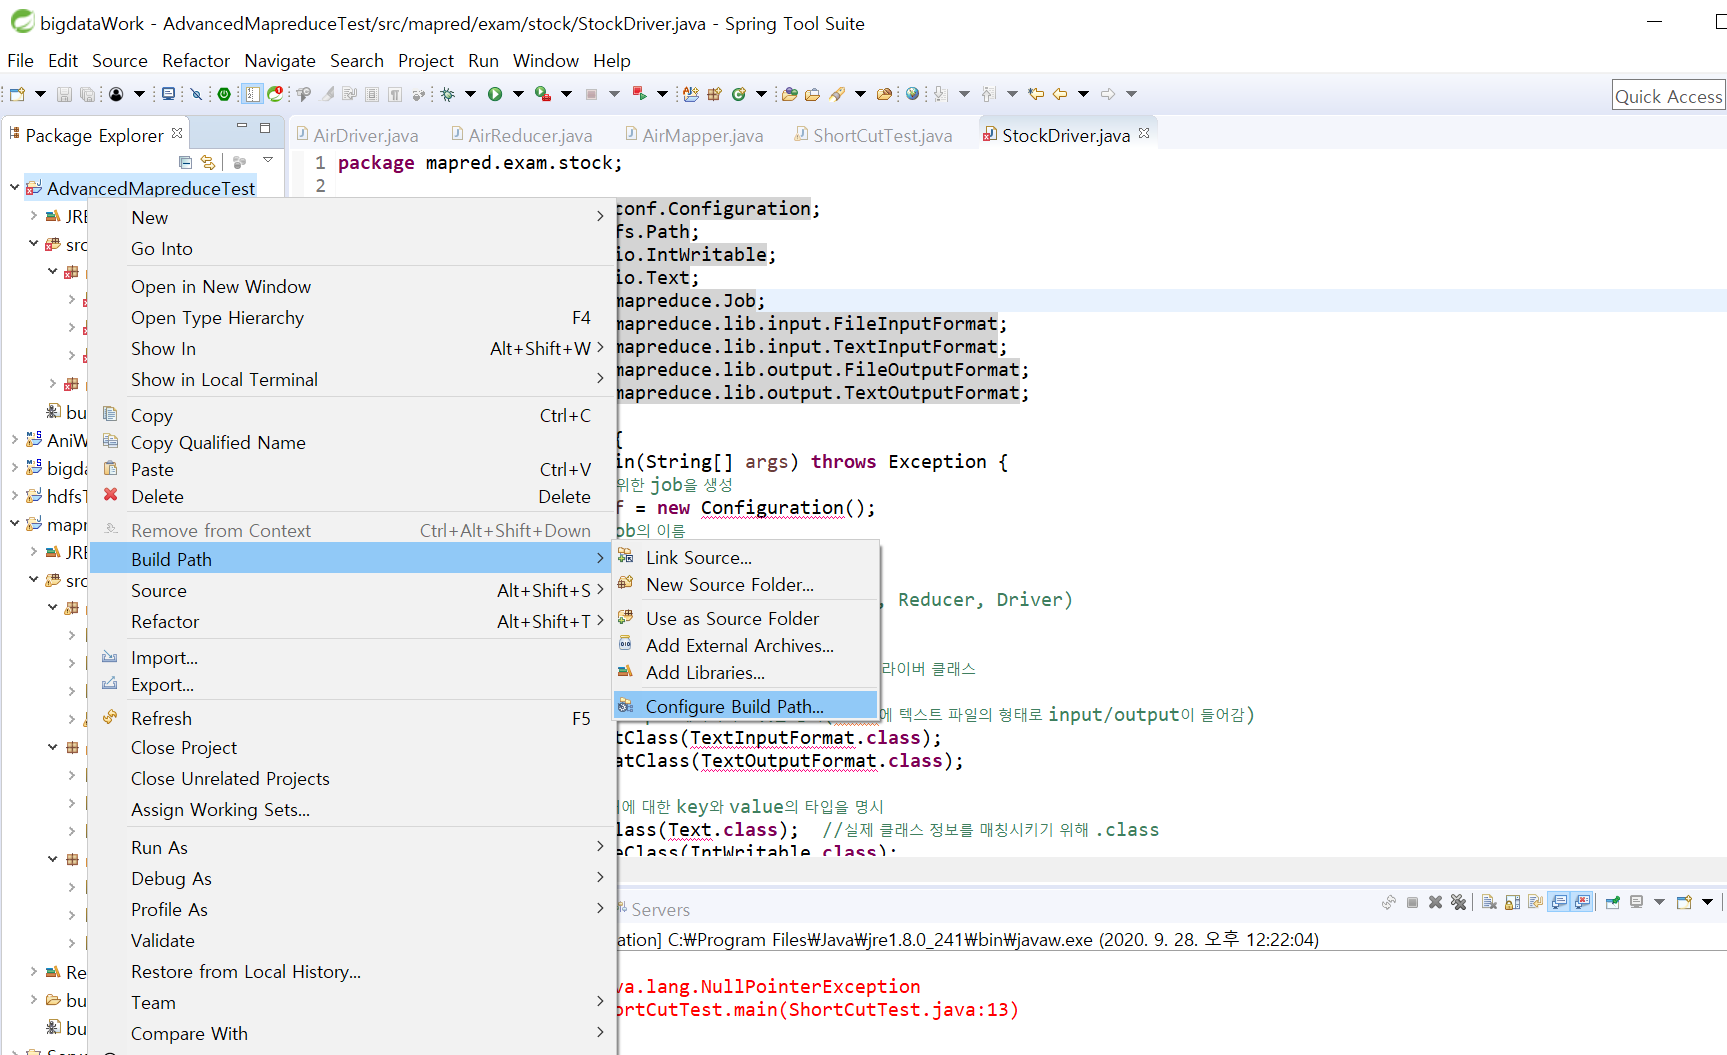 bigdataWork - AdvancedMapreduceTest/src/mapred/exam/stock/StockDriver.java - Spring Tool Suite
File Edit Source Refactor Navigate Search Project Run Window Help
Quick Access
Package Explorer
AirDriver.java AirReducer.java AirMapper.java ShortCutTest.java StockDriver.java
1 package mapred.exam.stock;
2
AdvancedMapreduceTest
JRE
src
bu
AniW
bigda
hdfsT
mapr
JRE
src
Re
bu
bu
New
Go Into
Open in New Window
Open Type Hierarchy F4
Show In Alt+Shift+W
Show in Local Terminal
Copy Ctrl+C
Copy Qualified Name
Paste Ctrl+V
Delete Delete
Remove from Context Ctrl+Alt+Shift+Down
Build Path
Source Alt+Shift+S
Refactor Alt+Shift+T
Import...
Export...
Refresh F5
Close Project
Close Unrelated Projects
Assign Working Sets...
Run As
Debug As
Profile As
Validate
Restore from Local History...
Team
Compare With
Link Source...
New Source Folder...
Use as Source Folder
Add External Archives...
Add Libraries...
Configure Build Path...
conf.Configuration;
fs.Path;
io.IntWritable;
io.Text;
mapreduce.Job;
mapreduce.lib.input.FileInputFormat;
mapreduce.lib.input.TextInputFormat;
mapreduce.lib.output.FileOutputFormat;
mapreduce.lib.output.TextOutputFormat;
{
in(String[] args) throws Exception {
위한 job을 생성
f = new Configuration();
ob의 이름
, Reducer, Driver)
라이버 클래스
에 텍스트 파일의 형태로 input/output이 들어감)
tClass(TextInputFormat.class);
atClass(TextOutputFormat.class);
에 대한 key와 value의 타입을 명시
lass(Text.class); //실제 클래스 정보를 매칭시키기 위해 .class
eClass(IntWritable.class);
Servers
ation] C:₩Program Files₩Java₩jre1.8.0_241₩bin₩javaw.exe (2020. 9. 28. 오후 12:22:04)
va.lang.NullPointerException
ortCutTest.main(ShortCutTest.java:13)